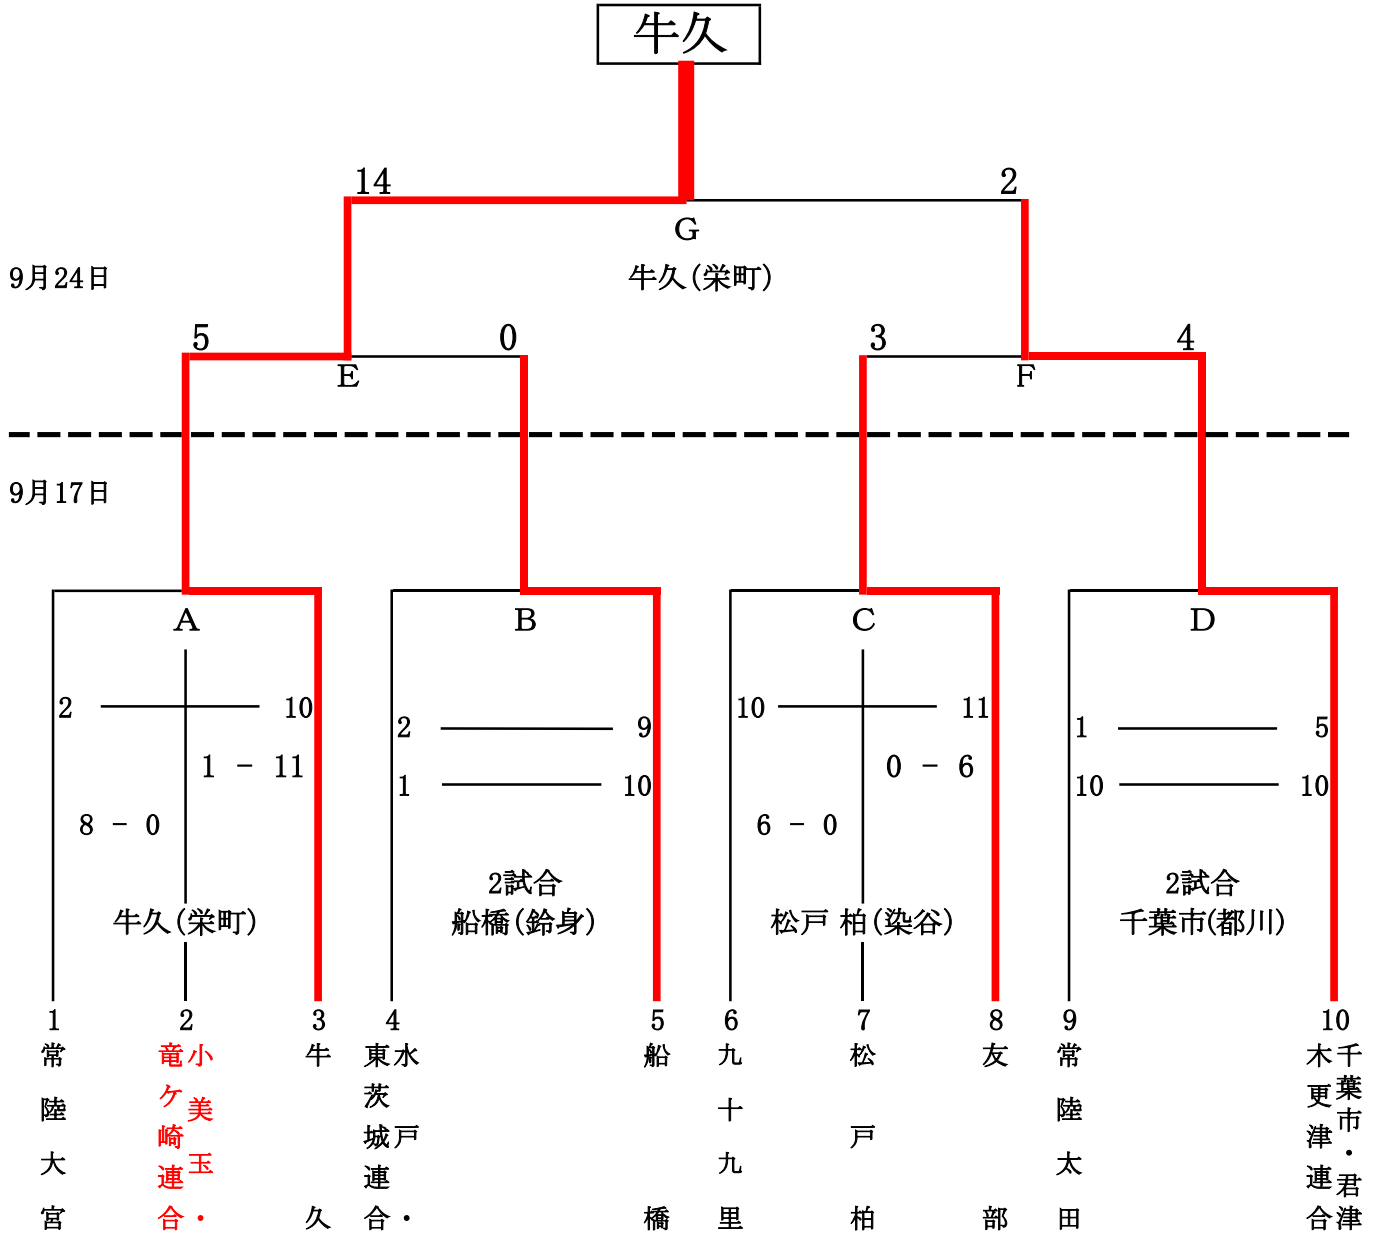 牛久
14
2
G
牛久(栄町)
9月24日
5
0
3
4
E
F
9月17日
A
B
C
D
2
10
2
9
10
11
1
5
1 - 11
0 - 6
1
10
10
10
8 - 0
6 - 0
2試合
2試合
牛久(栄町)
船橋(鈴身)
松戸 柏(染谷)
千葉市(都川)
1
2
3
4
5
6
7
8
9
10
常陸大宮
小美玉・
竜ケ崎連合
牛久
水戸・
東茨城連合
船橋
九十九里
松戸柏
友部
常陸太田
千葉市・君津
木更津連合